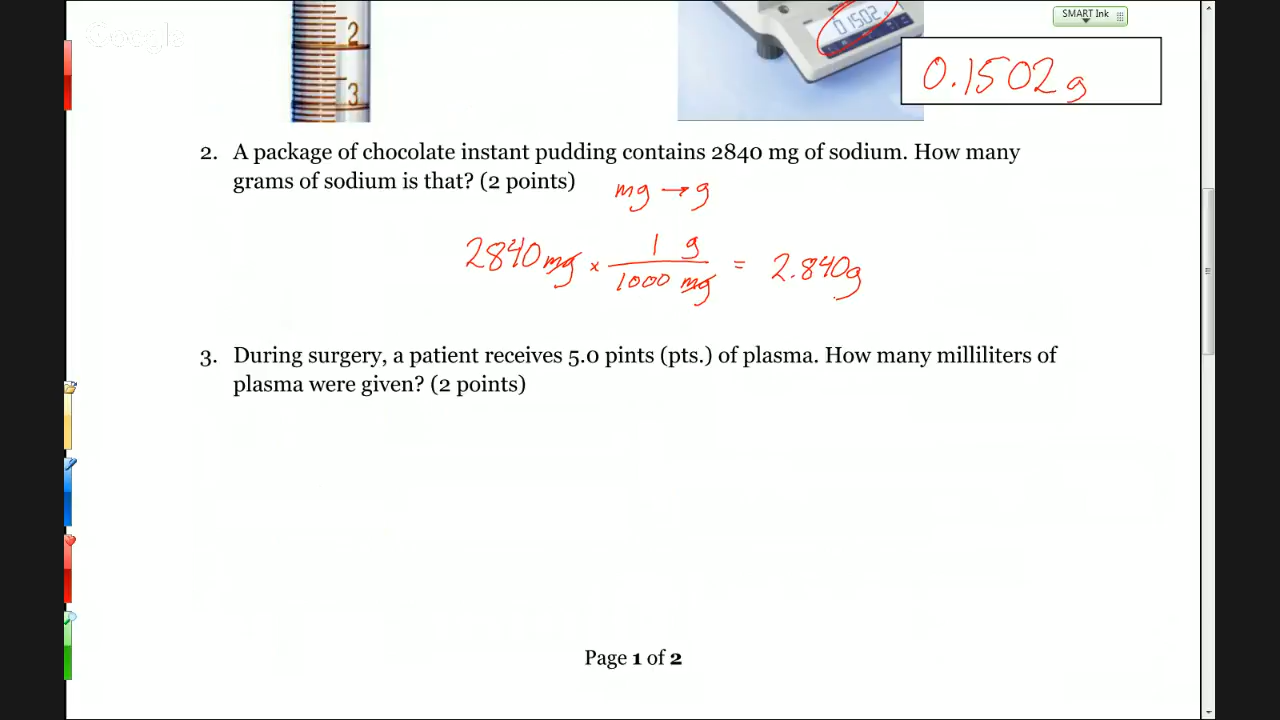 Google
SMART Ink
2
3
0.1502
0.1502g
2. A package of chocolate instant pudding contains 2840 mg of sodium. How many
grams of sodium is that? (2 points)
mg → g
2840 mg × 1 g / 1000 mg = 2.840g
3. During surgery, a patient receives 5.0 pints (pts.) of plasma. How many milliliters of
plasma were given? (2 points)
Page 1 of 2